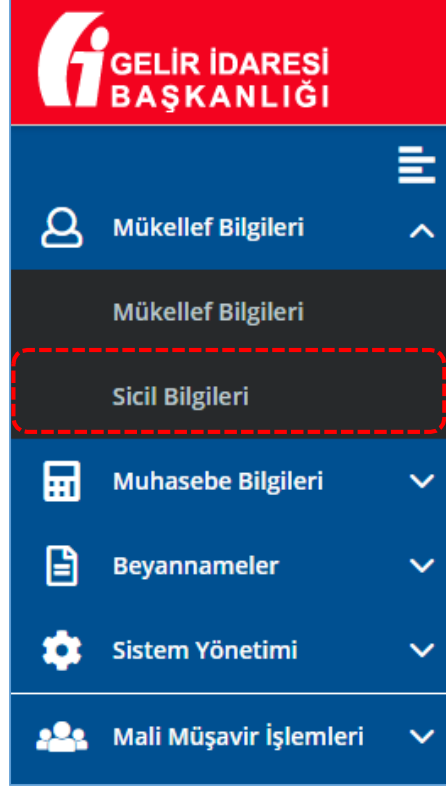 GELİR İDARESİ
BAŞKANLIĞI
Mükellef Bilgileri
Mükellef Bilgileri
Sicil Bilgileri
Muhasebe Bilgileri
Beyannameler
Sistem Yönetimi
Mali Müşavir İşlemleri